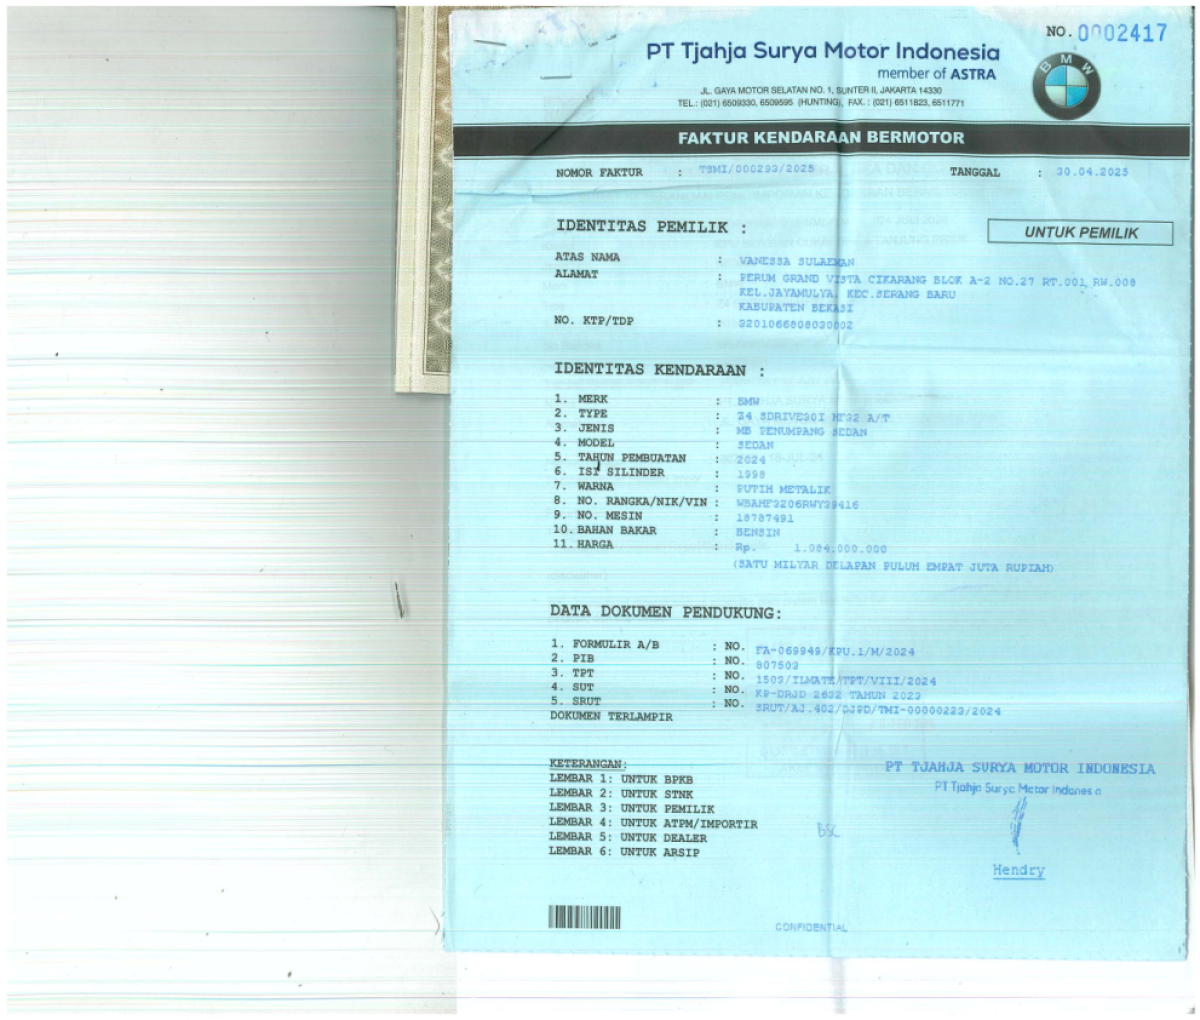 NO. 0002417
PT Tjahja Surya Motor Indonesia
member of ASTRA
BMW
JL. GAYA MOTOR SELATAN NO. 1, SUNTER II, JAKARTA 14330
TEL.: (021) 6509330, 6509595 (HUNTING), FAX. : (021) 6511823, 6511771
FAKTUR KENDARAAN BERMOTOR
NOMOR FAKTUR : TSMI/000293/2025 TANGGAL : 30.04.2025
IDENTITAS PEMILIK :
UNTUK PEMILIK
ATAS NAMA : VANESSA SULAEMAN
ALAMAT : PERUM GRAND VISTA CIKARANG BLOK A-2 NO.27 RT.001, RW.008
KEL.JAYAMULYA, KEC.SERANG BARU
KABUPATEN BEKASI
NO. KTP/TDP : 3201066808030002
IDENTITAS KENDARAAN :
1. MERK : BMW
2. TYPE : Z4 SDRIVE30I HF32 A/T
3. JENIS : MB PENUMPANG SEDAN
4. MODEL : SEDAN
5. TAHUN PEMBUATAN : 2024
6. ISI SILINDER : 1998
7. WARNA : PUTIH METALIK
8. NO. RANGKA/NIK/VIN : WBAHF3206RWY39416
9. NO. MESIN : 18787491
10. BAHAN BAKAR : BENSIN
11. HARGA : Rp. 1.084.000.000
(SATU MILYAR DELAPAN PULUH EMPAT JUTA RUPIAH)
DATA DOKUMEN PENDUKUNG:
1. FORMULIR A/B : NO. FA-069949/KPU.1/M/2024
2. PIB : NO. 807503
3. TPT : NO. 1509/ILMATE/TPT/VIII/2024
4. SUT : NO. KP-DRJD 2632 TAHUN 2023
5. SRUT : NO. SRUT/AJ.402/DJPD/TMI-00000223/2024
DOKUMEN TERLAMPIR
KETERANGAN:
LEMBAR 1: UNTUK BPKB
LEMBAR 2: UNTUK STNK
LEMBAR 3: UNTUK PEMILIK
LEMBAR 4: UNTUK ATPM/IMPORTIR
LEMBAR 5: UNTUK DEALER
LEMBAR 6: UNTUK ARSIP
PT TJAHJA SURYA MOTOR INDONESIA
PT Tjahja Surya Motor Indonesia
BSC
Hendry
CONFIDENTIAL